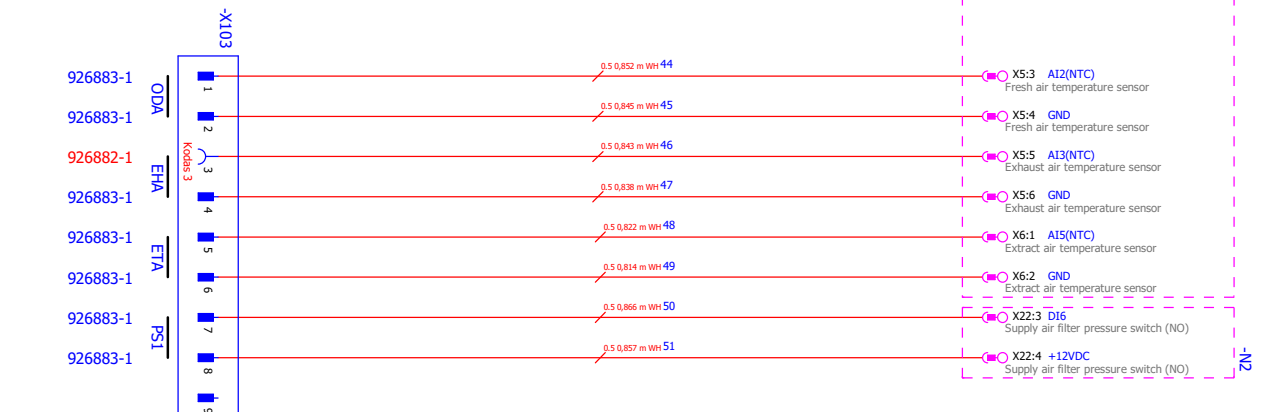 -X103
926883-1 1 0.5 0,852 m WH 44 X5:3 AI2(NTC)
Fresh air temperature sensor
ODA
926883-1 2 0.5 0,845 m WH 45 X5:4 GND
Fresh air temperature sensor
926882-1 Kodas 3 3 0.5 0,843 m WH 46 X5:5 AI3(NTC)
Exhaust air temperature sensor
EHA
926883-1 4 0.5 0,838 m WH 47 X5:6 GND
Exhaust air temperature sensor
926883-1 5 0.5 0,822 m WH 48 X6:1 AI5(NTC)
Extract air temperature sensor
ETA
926883-1 6 0.5 0,814 m WH 49 X6:2 GND
Extract air temperature sensor
926883-1 7 0.5 0,866 m WH 50 X22:3 DI6
Supply air filter pressure switch (NO)
PS1
926883-1 8 0.5 0,857 m WH 51 X22:4 +12VDC
Supply air filter pressure switch (NO)
-N2